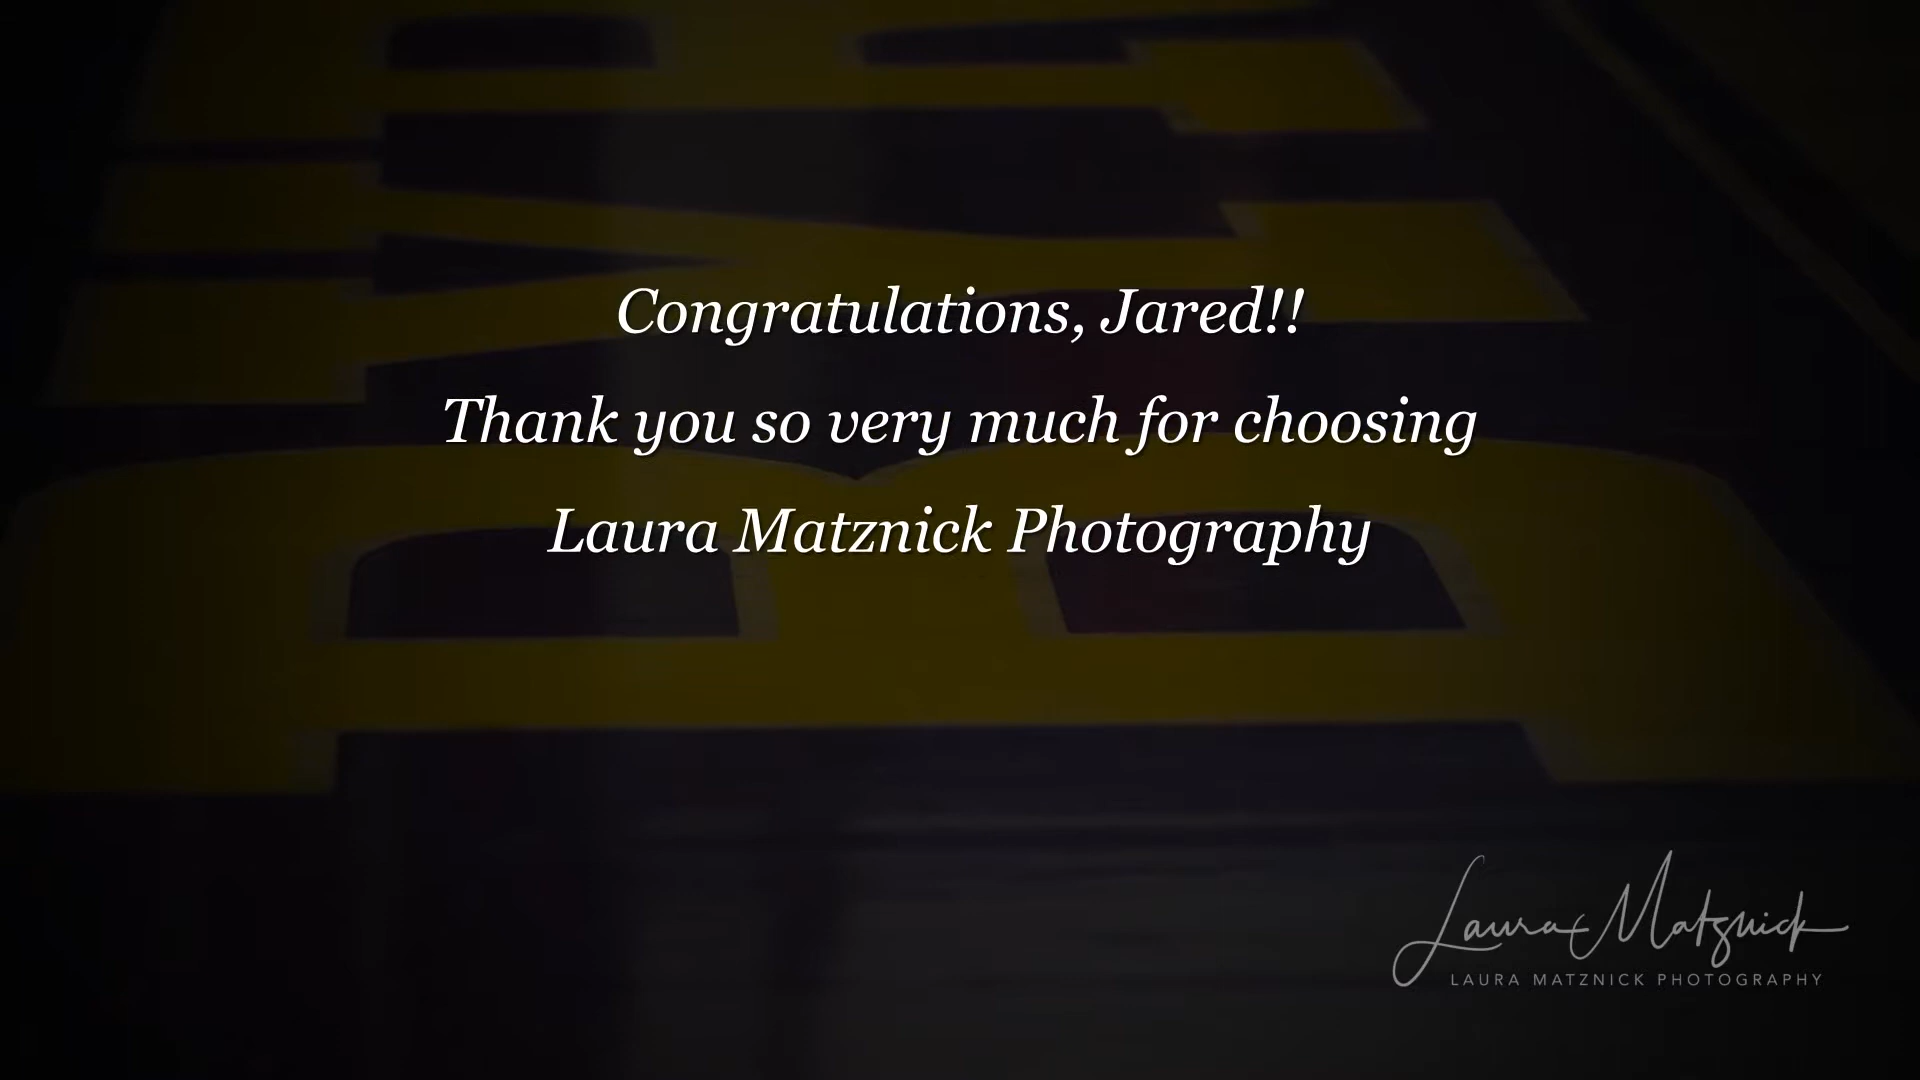 Congratulations, Jared!!
Thank you so very much for choosing
Laura Matznick Photography
Laura Matznick
LAURA MATZNICK PHOTOGRAPHY